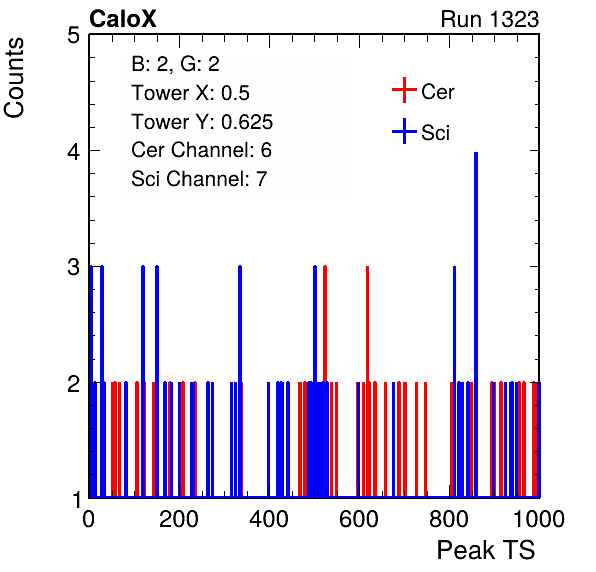 CaloX Run 1323
Counts
5
B: 2, G: 2
Tower X: 0.5
Tower Y: 0.625
Cer Channel: 6
Sci Channel: 7
Cer
Sci
4
3
2
1
0 200 400 600 800 1000
Peak TS